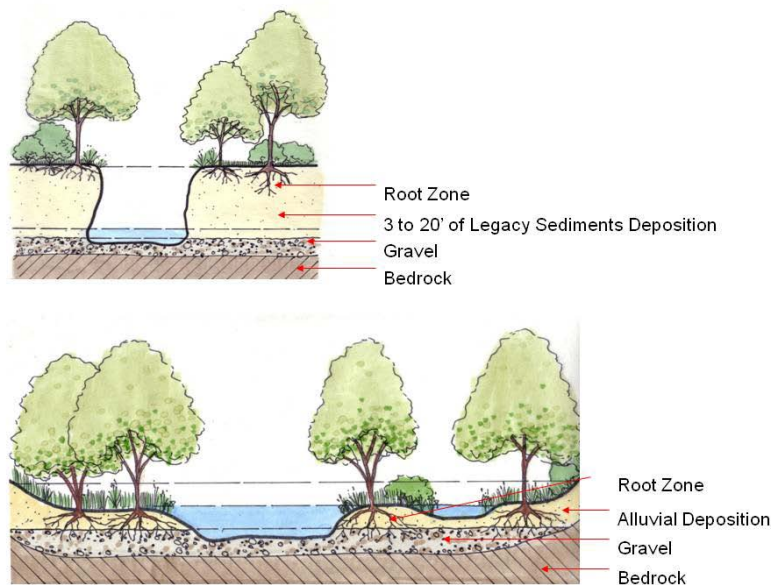 Root Zone
3 to 20' of Legacy Sediments Deposition
Gravel
Bedrock
Root Zone
Alluvial Deposition
Gravel
Bedrock